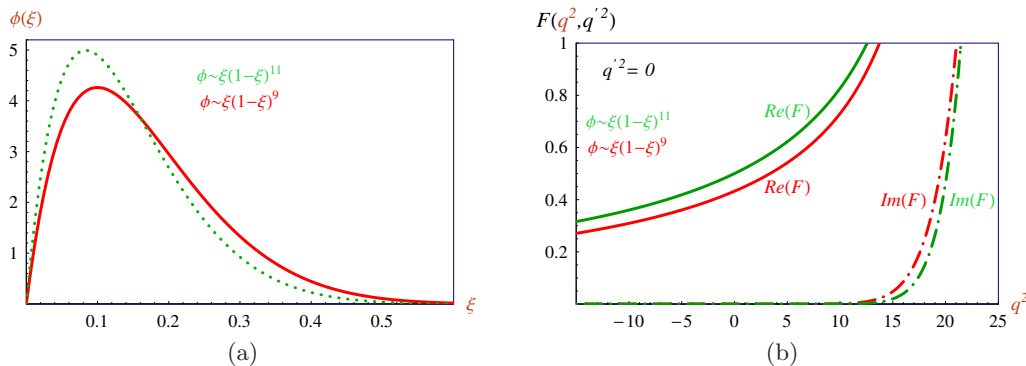 ϕ(ξ)
5
4
3
2
1
ϕ~ξ(1−ξ)¹¹
ϕ~ξ(1−ξ)⁹
0.1 0.2 0.3 0.4 0.5
ξ
(a)
F(q²,q'²)
1
0.8
0.6
0.4
0.2
q'²= 0
ϕ~ξ(1−ξ)¹¹
ϕ~ξ(1−ξ)⁹
Re(F)
Re(F)
Im(F) Im(F)
−10 −5 0 5 10 15 20 25
q²
(b)